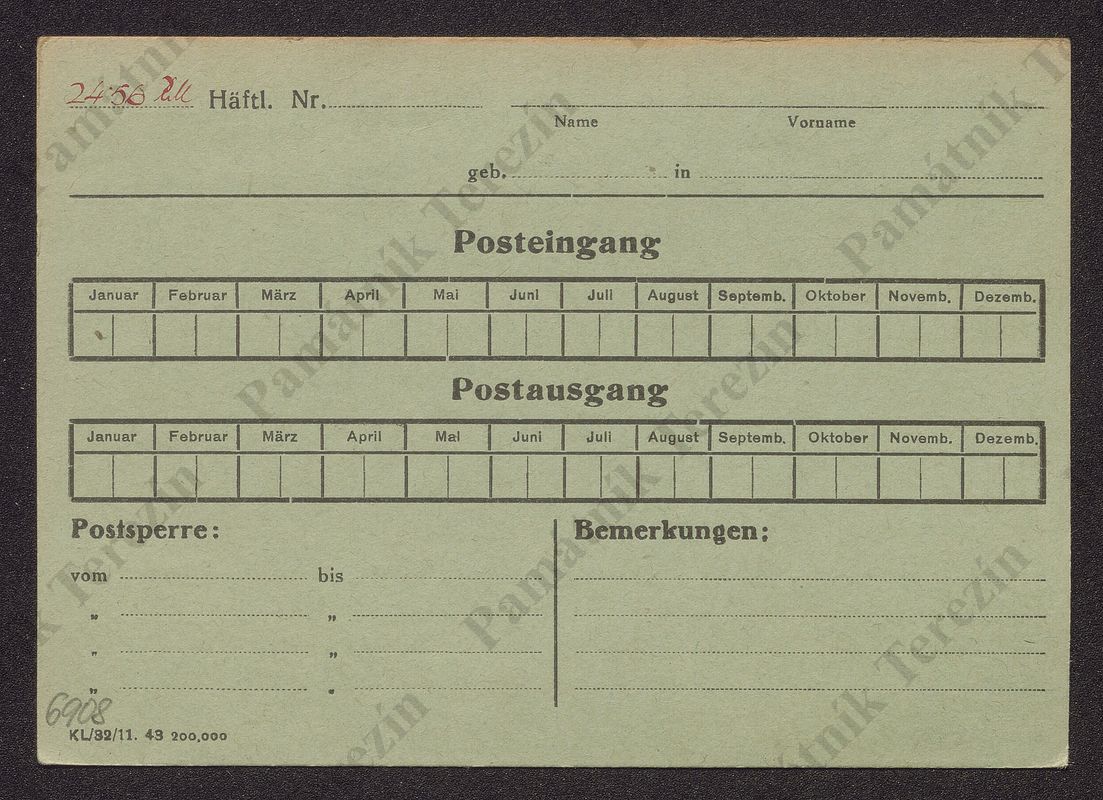 Häftl. Nr.
Name Vorname
geb. in
Posteingang
Januar Februar März April Mai Juni Juli August Septemb. Oktober Novemb. Dezemb.
Postausgang
Januar Februar März April Mai Juni Juli August Septemb. Oktober Novemb. Dezemb.
Postsperre: Bemerkungen:
vom bis
„ „
„ „
„ „
6908
KL/32/11. 43 200,000
Památník Terezín